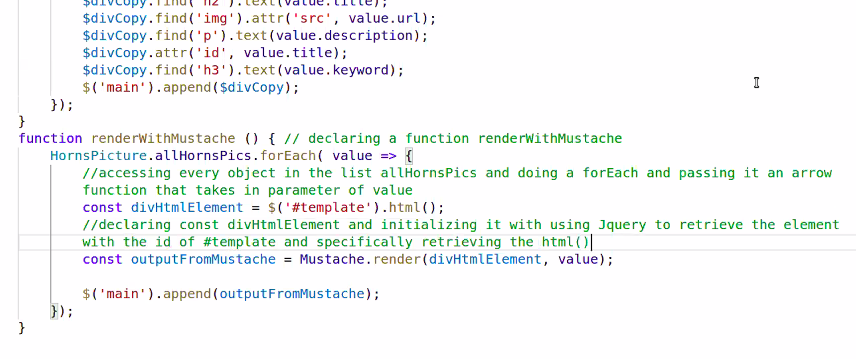 $divCopy.find('h2').text(value.title);
$divCopy.find('img').attr('src', value.url);
$divCopy.find('p').text(value.description);
$divCopy.attr('id', value.title);
$divCopy.find('h3').text(value.keyword);
$('main').append($divCopy);
});
}
function renderWithMustache () { // declaring a function renderWithMustache
HornsPicture.allHornsPics.forEach( value => {
//accessing every object in the list allHornsPics and doing a forEach and passing it an arrow
function that takes in parameter of value
const divHtmlElement = $('#template').html();
//declaring const divHtmlElement and initializing it with using Jquery to retrieve the element
with the id of #template and specifically retrieving the html()
const outputFromMustache = Mustache.render(divHtmlElement, value);
$('main').append(outputFromMustache);
});
}